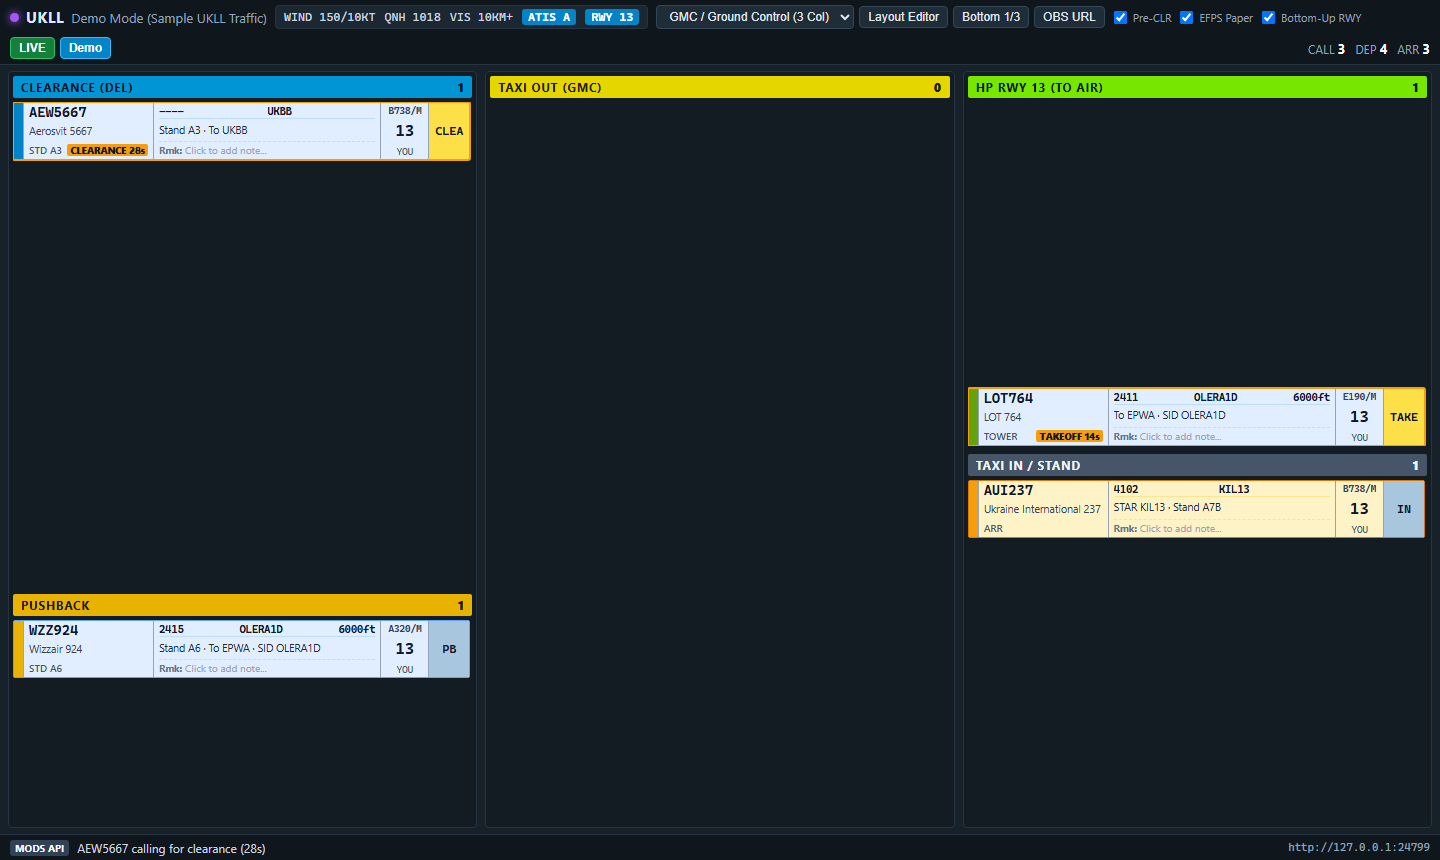 UKLL Demo Mode (Sample UKLL Traffic) WIND 150/10KT QNH 1018 VIS 10KM+ ATIS A RWY 13 GMC / Ground Control (3 Col) Layout Editor Bottom 1/3 OBS URL Pre-CLR EFPS Paper Bottom-Up RWY
LIVE Demo CALL 3 DEP 4 ARR 3
CLEARANCE (DEL) 1
AEW5667 ---- UKBB B738/M
Aerosvit 5667 Stand A3 · To UKBB 13 CLEA
STD A3 CLEARANCE 28s Rmk: Click to add note... YOU
PUSHBACK 1
WZZ924 2415 OLERA1D 6000ft A320/M
Wizzair 924 Stand A6 · To EPWA · SID OLERA1D 13 PB
STD A6 Rmk: Click to add note... YOU
TAXI OUT (GMC) 0
HP RWY 13 (TO AIR) 1
LOT764 2411 OLERA1D 6000ft E190/M
LOT 764 To EPWA · SID OLERA1D 13 TAKE
TOWER TAKEOFF 14s Rmk: Click to add note... YOU
TAXI IN / STAND 1
AUI237 4102 KIL13 B738/M
Ukraine International 237 STAR KIL13 · Stand A7B 13 IN
ARR Rmk: Click to add note... YOU
MODS API AEW5667 calling for clearance (28s) http://127.0.0.1:24799